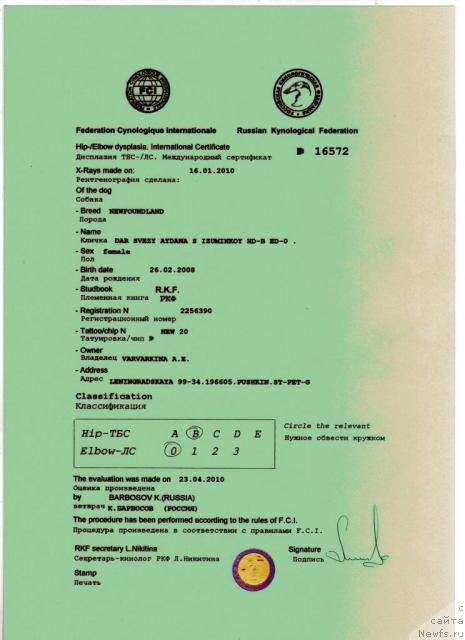 FCI
Federation Cynologique Internationale Russian Kynological Federation
Hip-/Elbow dysplasia. International Certificate
Дисплазия ТБС-/ЛС. Международный сертификат
P 16572
X-Rays made on: 16.01.2010
Рентгенография сделана:
Of the dog
Собака
- Breed NEWFOUNDLAND
Порода
- Name
Кличка DAR SVEZY AYDANA S IZUMINKOY HD-B ED-0 .
- Sex female
Пол
- Birth date 26.02.2008
Дата рождения
- Studbook R.K.F.
Племенная книга РКФ
- Registration N 2256390
Регистрационный номер
- Tattoo/chip N NEW 20
Татуировка/чип №
- Owner
Владелец VARVARKINA A.E.
- Address
Адрес LENINGRADSKAYA 99-34.196605.PUSHKIN.ST-PET-G
Classification
Классификация
Hip-ТБС A B C D E
Elbow-ЛС 0 1 2 3
Circle the relevant
Нужное обвести кружком
The evaluation was made on 23.04.2010
Оценка произведена
by BARBOSOV K.(RUSSIA)
ветврач К.БАРБОСОВ (РОССИЯ)
The procedure has been performed according to the rules of F.C.I.
Процедура произведена в соответствии с правилами F.C.I.
RKF secretary L.Nikitina
Секретарь-кинолог РКФ Л.Никитина
Signature
Подпись
Stamp
Печать
с
сайта
Newfs.ru